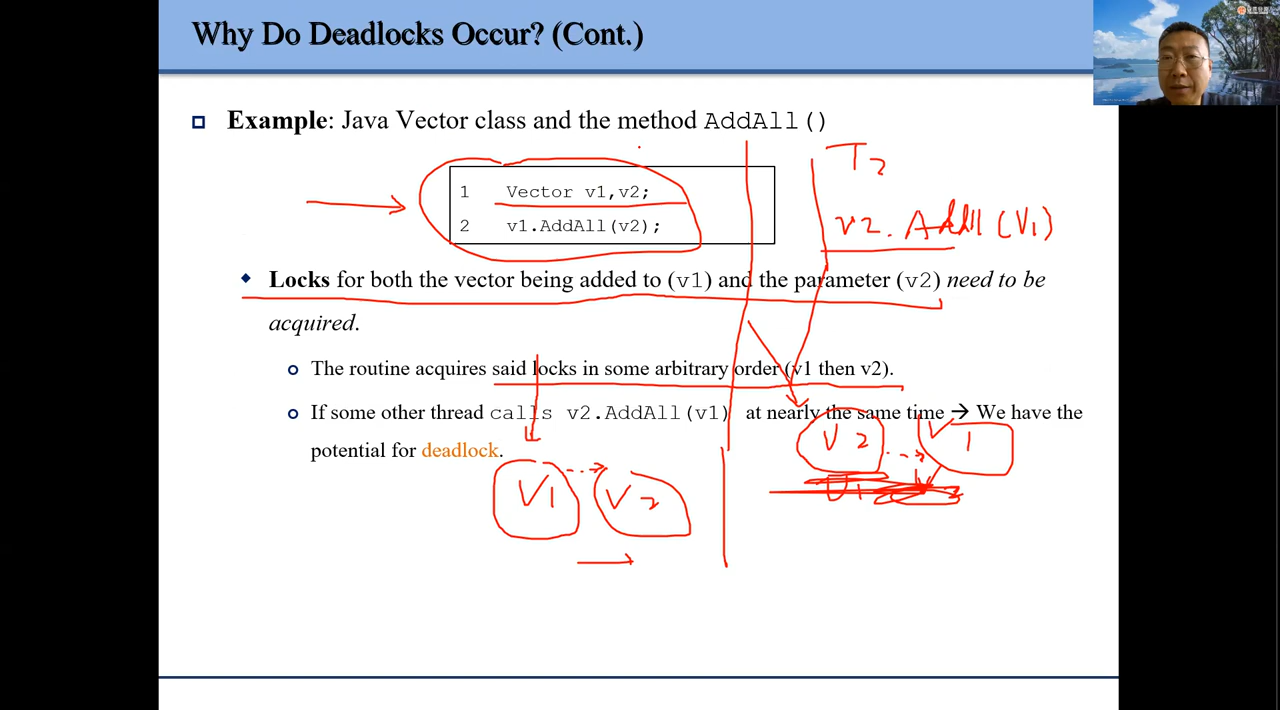 Why Do Deadlocks Occur? (Cont.)
Example: Java Vector class and the method AddAll()
T2
1 Vector v1,v2;
2 v1.AddAll(v2);
v2. Addll (V1)
Locks for both the vector being added to (v1) and the parameter (v2) need to be
acquired.
The routine acquires said locks in some arbitrary order (v1 then v2).
If some other thread calls v2.AddAll(v1) at nearly the same time → We have the
potential for deadlock.
V2 V1
V1 V2